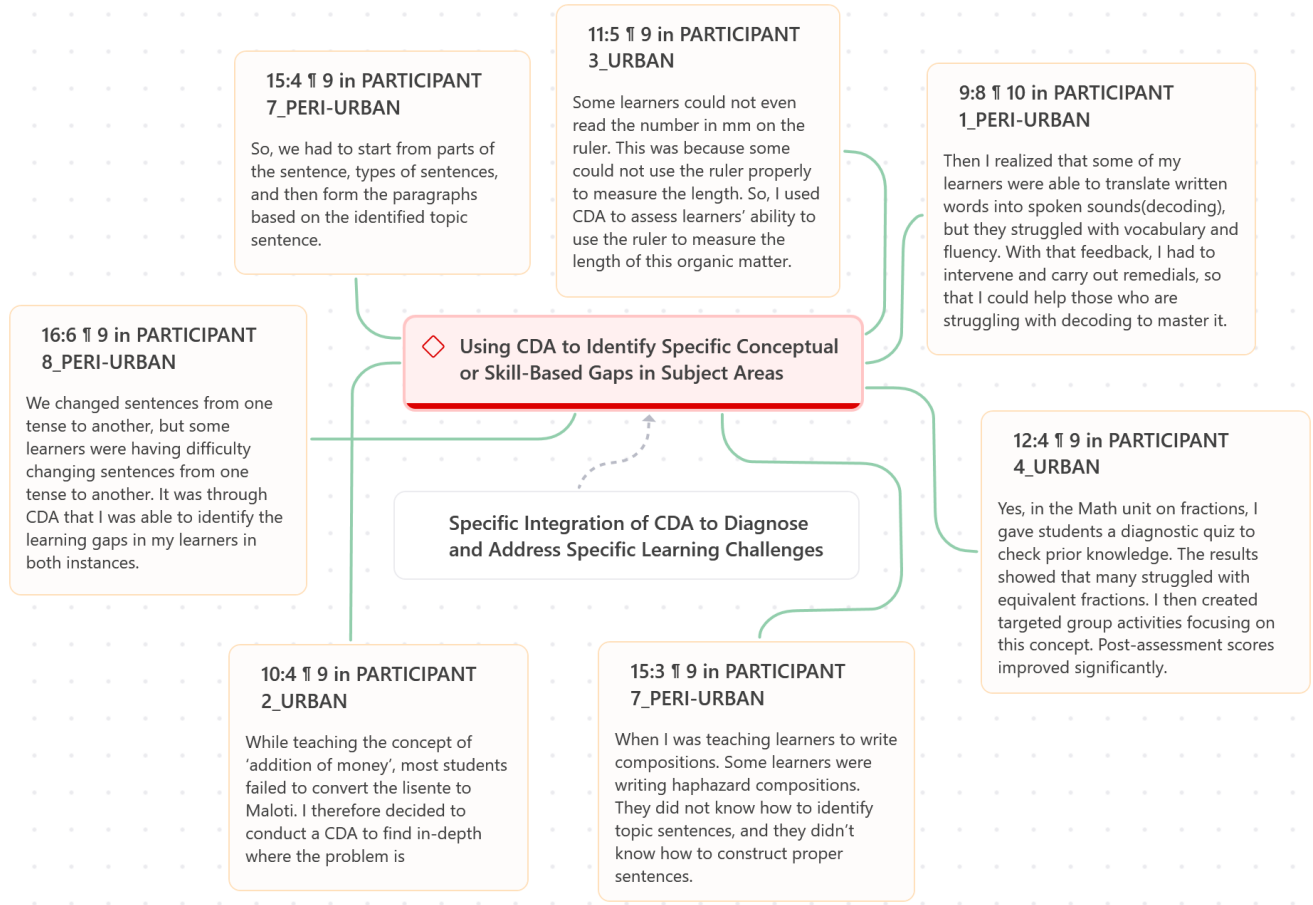 11:5 ¶ 9 in PARTICIPANT
3_URBAN
Some learners could not even
read the number in mm on the
ruler. This was because some
could not use the ruler properly
to measure the length. So, I used
CDA to assess learners’ ability to
use the ruler to measure the
length of this organic matter.
15:4 ¶ 9 in PARTICIPANT
7_PERI-URBAN
So, we had to start from parts of
the sentence, types of sentences,
and then form the paragraphs
based on the identified topic
sentence.
9:8 ¶ 10 in PARTICIPANT
1_PERI-URBAN
Then I realized that some of my
learners were able to translate written
words into spoken sounds(decoding),
but they struggled with vocabulary and
fluency. With that feedback, I had to
intervene and carry out remedials, so
that I could help those who are
struggling with decoding to master it.
16:6 ¶ 9 in PARTICIPANT
8_PERI-URBAN
We changed sentences from one
tense to another, but some
learners were having difficulty
changing sentences from one
tense to another. It was through
CDA that I was able to identify the
learning gaps in my learners in
both instances.
Using CDA to Identify Specific Conceptual
or Skill-Based Gaps in Subject Areas
Specific Integration of CDA to Diagnose
and Address Specific Learning Challenges
12:4 ¶ 9 in PARTICIPANT
4_URBAN
Yes, in the Math unit on fractions, I
gave students a diagnostic quiz to
check prior knowledge. The results
showed that many struggled with
equivalent fractions. I then created
targeted group activities focusing on
this concept. Post-assessment scores
improved significantly.
10:4 ¶ 9 in PARTICIPANT
2_URBAN
While teaching the concept of
‘addition of money’, most students
failed to convert the lisente to
Maloti. I therefore decided to
conduct a CDA to find in-depth
where the problem is
15:3 ¶ 9 in PARTICIPANT
7_PERI-URBAN
When I was teaching learners to write
compositions. Some learners were
writing haphazard compositions.
They did not know how to identify
topic sentences, and they didn’t
know how to construct proper
sentences.